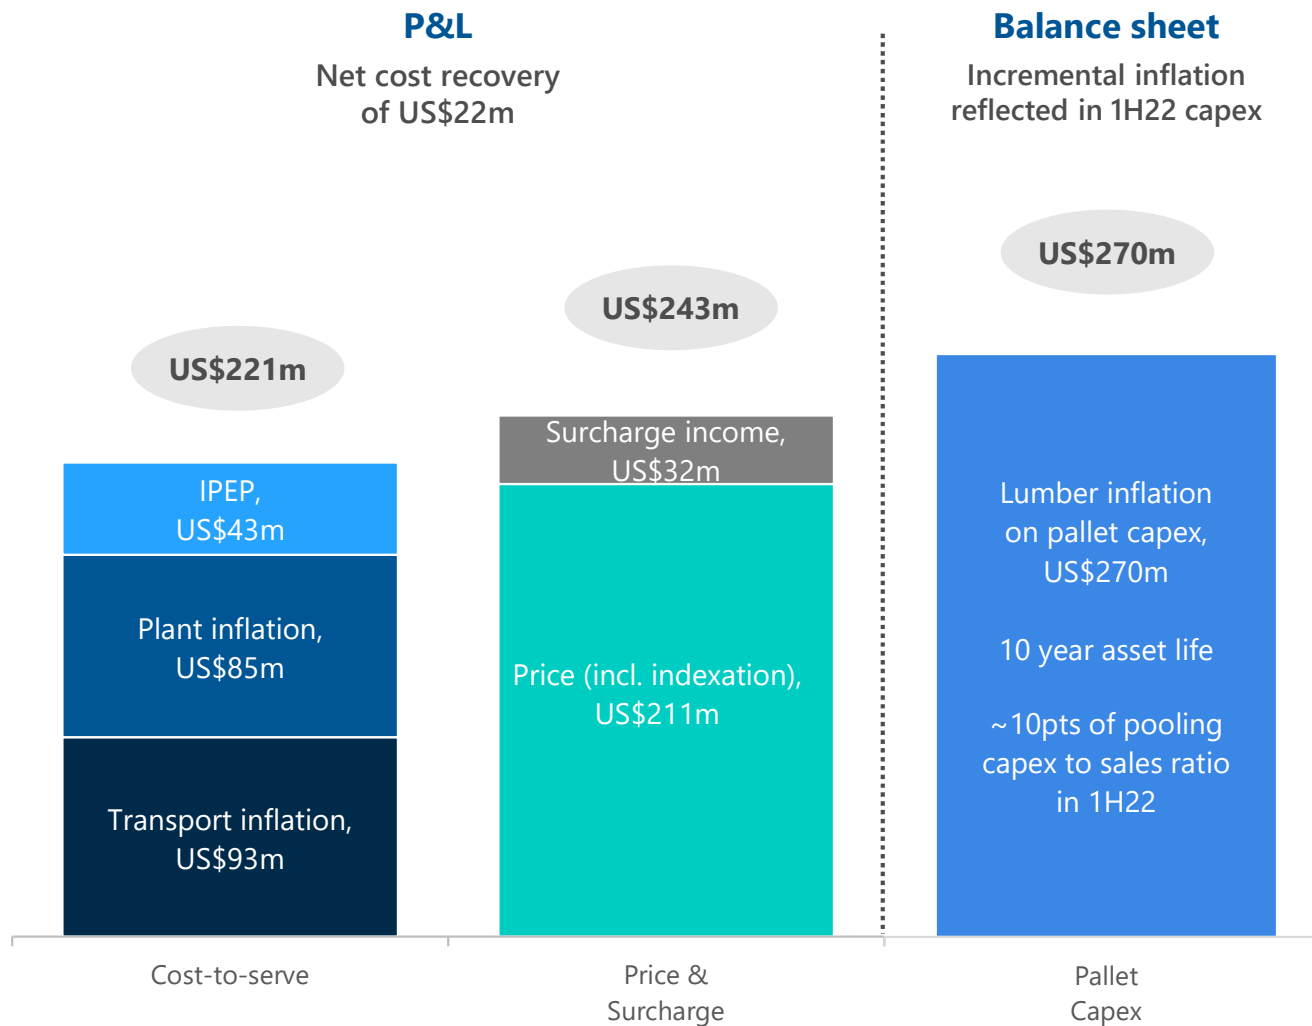 P&L
Net cost recovery
of US$22m
US$221m
IPEP,
US$43m
Plant inflation,
US$85m
Transport inflation,
US$93m
Cost-to-serve
US$243m
Surcharge income,
US$32m
Price (incl. indexation),
US$211m
Price &
Surcharge
Balance sheet
Incremental inflation
reflected in 1H22 capex
US$270m
Lumber inflation
on pallet capex,
US$270m
10 year asset life
~10pts of pooling
capex to sales ratio
in 1H22
Pallet
Capex